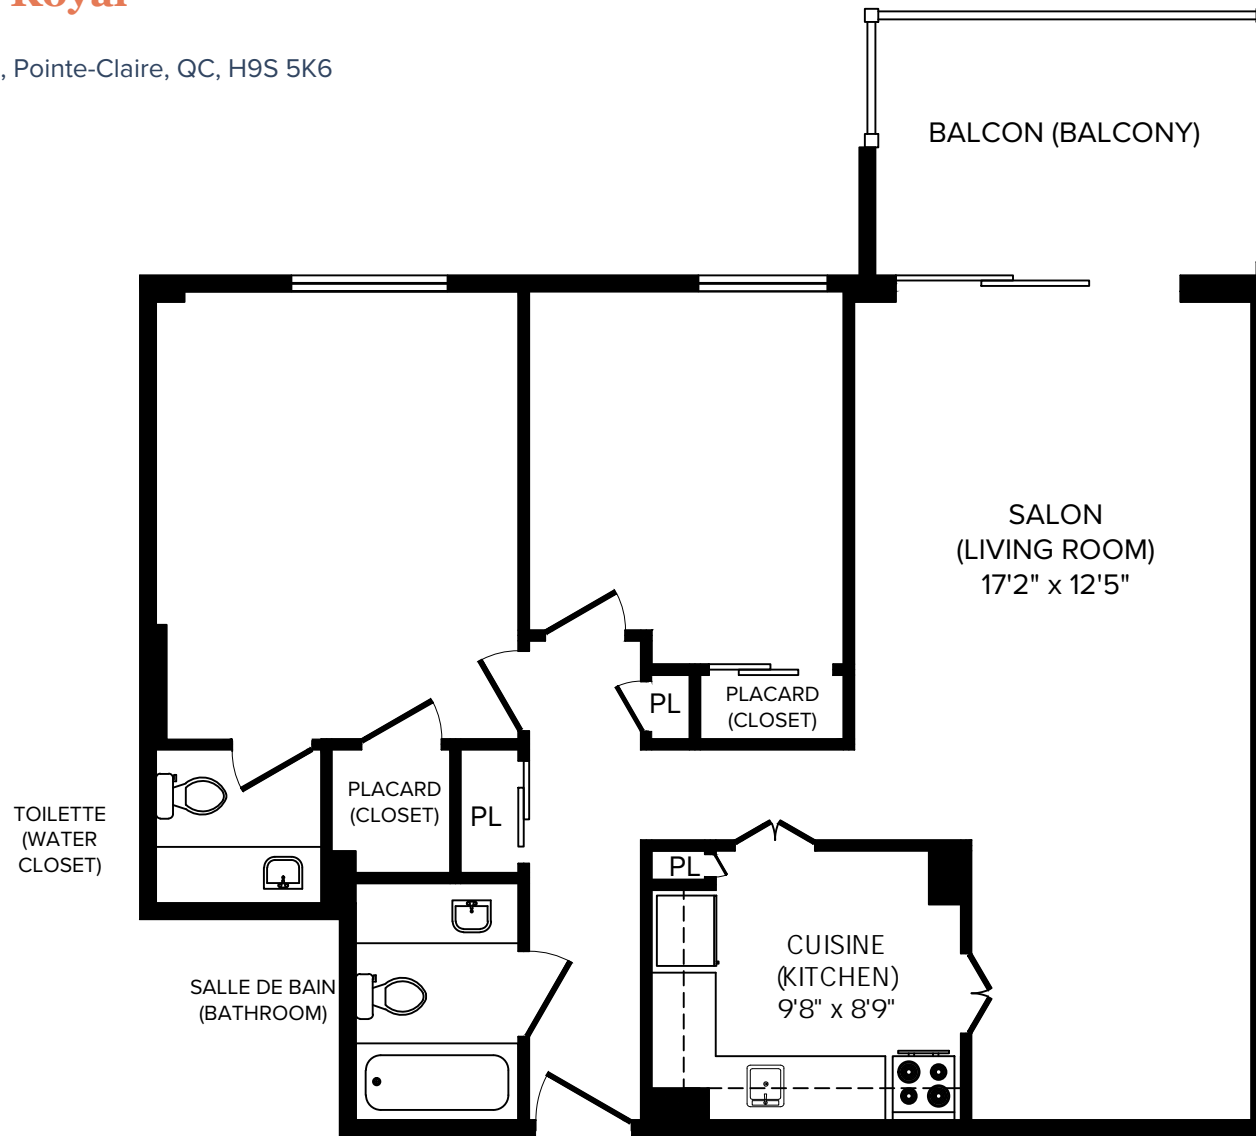 Royal
, Pointe-Claire, QC, H9S 5K6
BALCON (BALCONY)
SALON
(LIVING ROOM)
17'2" x 12'5"
PL
PLACARD
(CLOSET)
PLACARD
(CLOSET)
PL
TOILETTE
(WATER
CLOSET)
PL
CUISINE
(KITCHEN)
9'8" x 8'9"
SALLE DE BAIN
(BATHROOM)